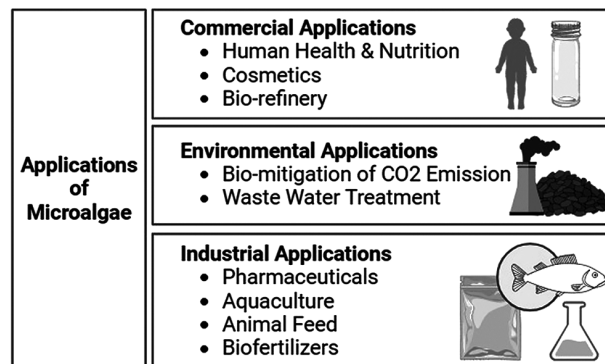 Applications
of
Microalgae
Commercial Applications
• Human Health & Nutrition
• Cosmetics
• Bio-refinery
Environmental Applications
• Bio-mitigation of CO2 Emission
• Waste Water Treatment
Industrial Applications
• Pharmaceuticals
• Aquaculture
• Animal Feed
• Biofertilizers